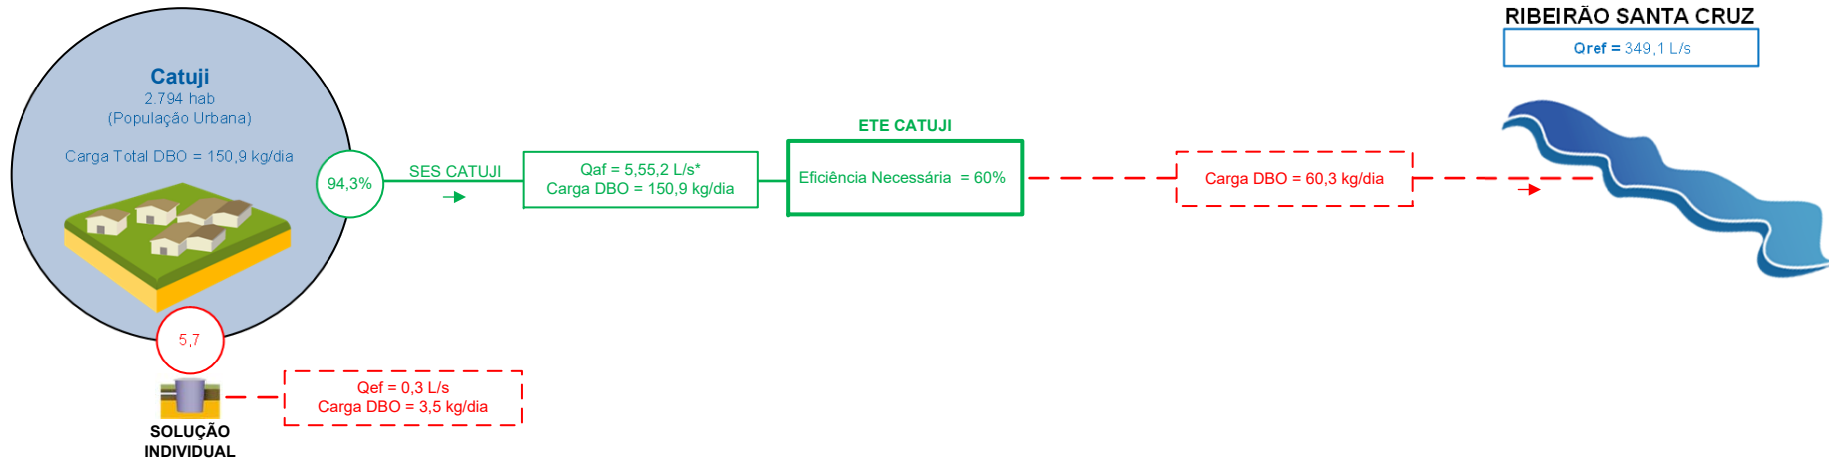 RIBEIRÃO SANTA CRUZ
Qref = 349,1 L/s
Catuji
2.794 hab
(População Urbana)
Carga Total DBO = 150,9 kg/dia
94,3%
SES CATUJI
Qaf = 5,55,2 L/s*
Carga DBO = 150,9 kg/dia
ETE CATUJI
Eficiência Necessária = 60%
Carga DBO = 60,3 kg/dia
5,7
Qef = 0,3 L/s
Carga DBO = 3,5 kg/dia
SOLUÇÃO
INDIVIDUAL